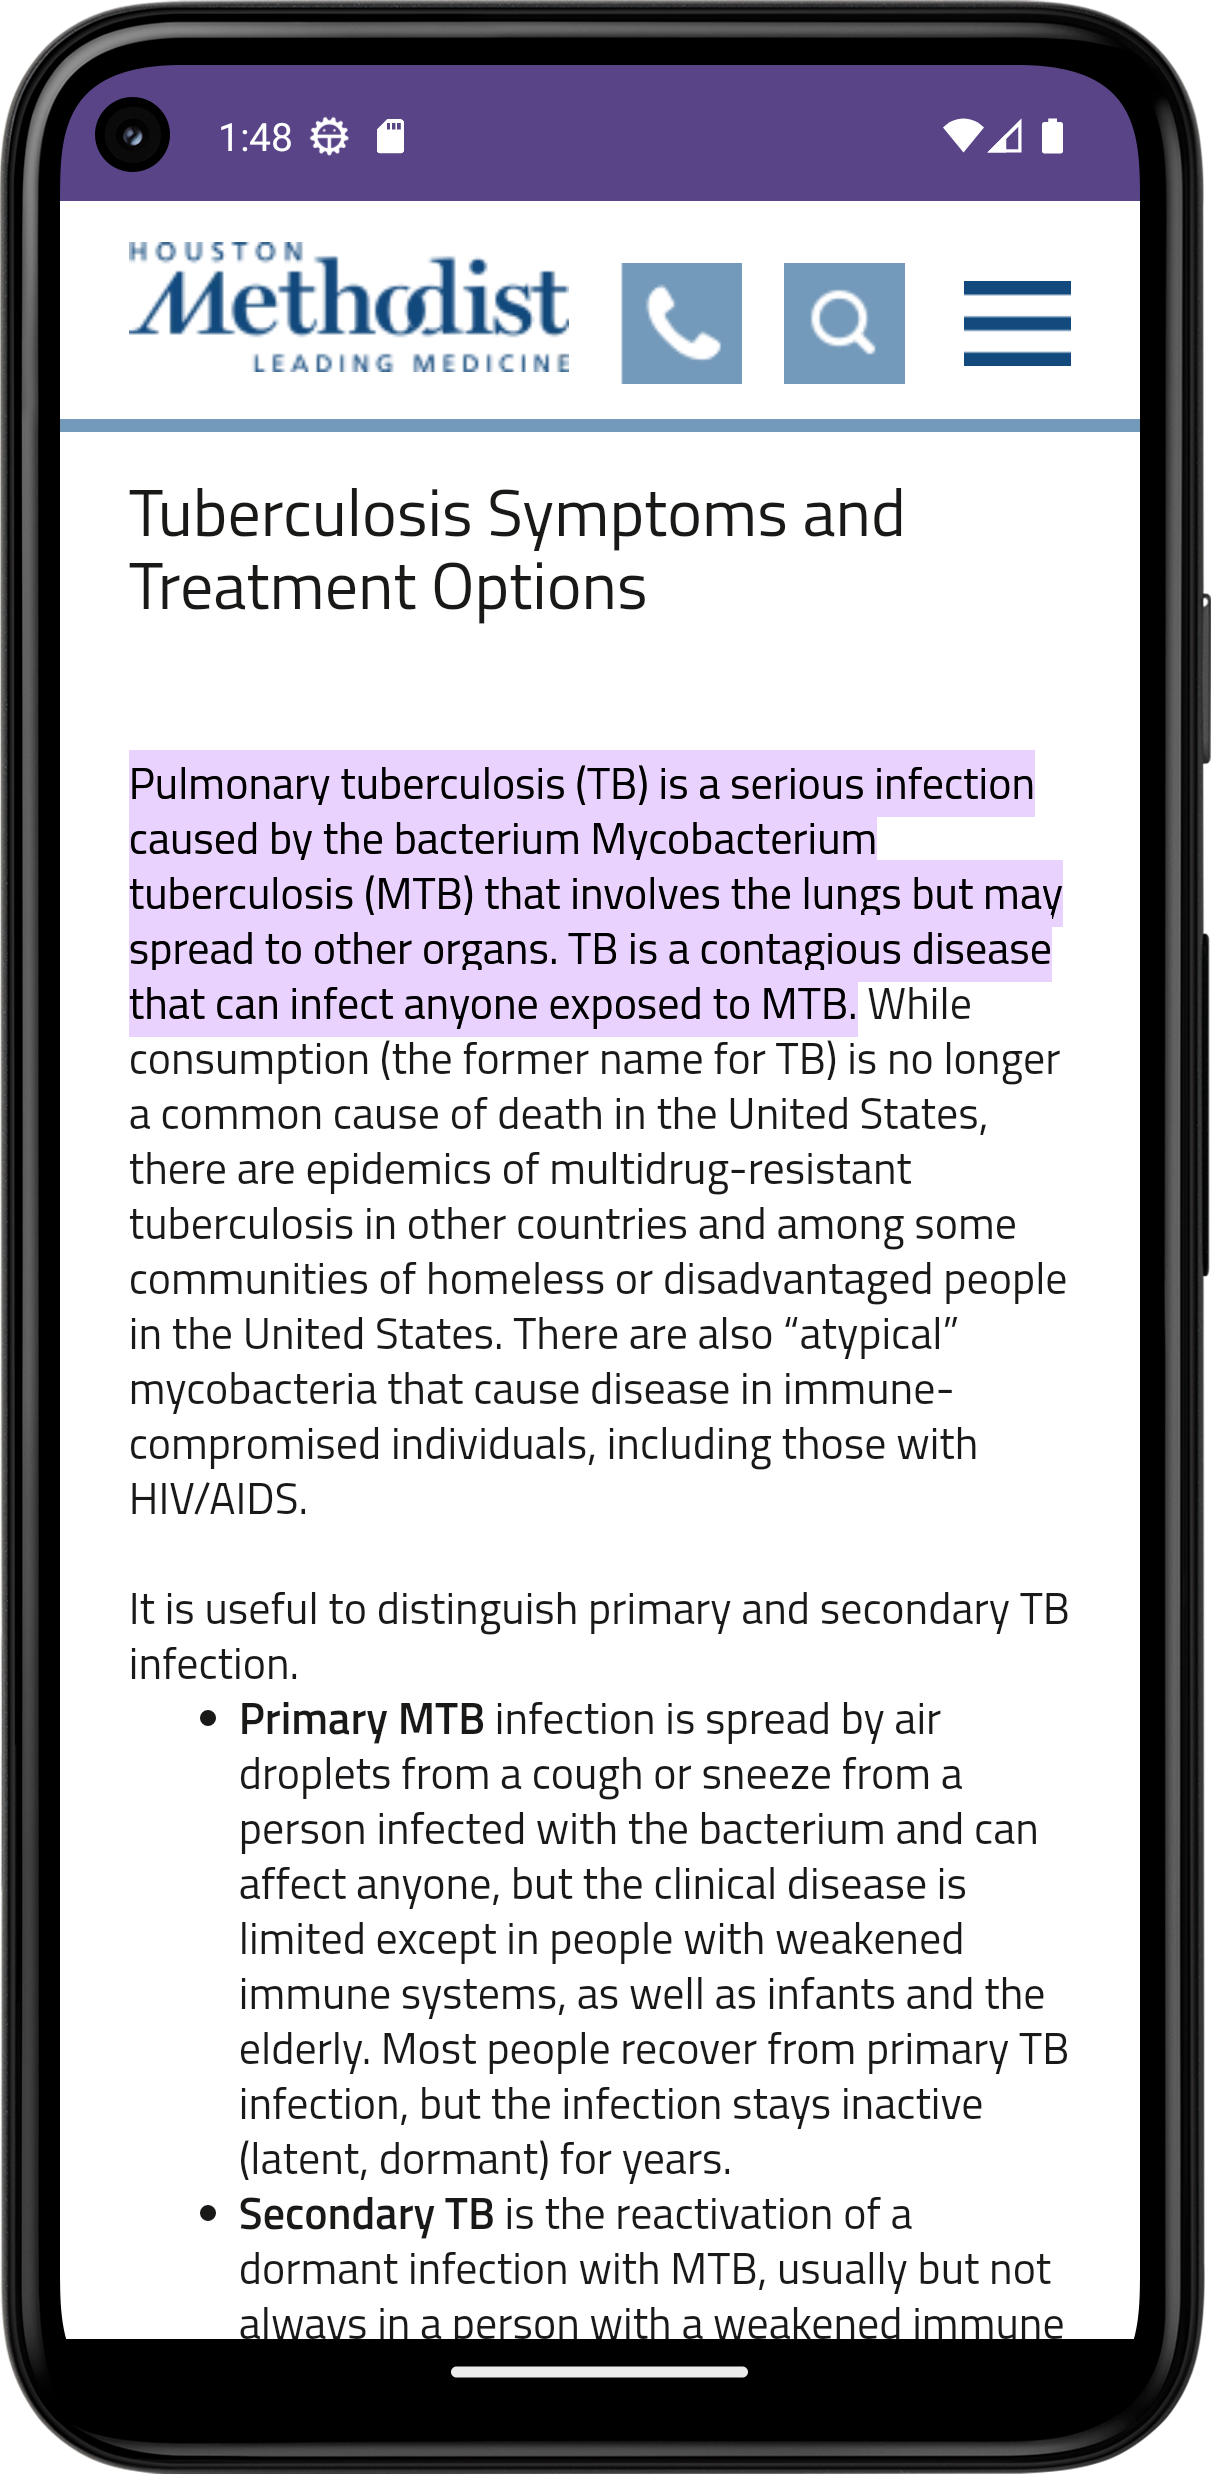 1:48
HOUSTON
Methodist
LEADING MEDICINE
Tuberculosis Symptoms and
Treatment Options
Pulmonary tuberculosis (TB) is a serious infection
caused by the bacterium Mycobacterium
tuberculosis (MTB) that involves the lungs but may
spread to other organs. TB is a contagious disease
that can infect anyone exposed to MTB. While
consumption (the former name for TB) is no longer
a common cause of death in the United States,
there are epidemics of multidrug-resistant
tuberculosis in other countries and among some
communities of homeless or disadvantaged people
in the United States. There are also “atypical”
mycobacteria that cause disease in immune-
compromised individuals, including those with
HIV/AIDS.
It is useful to distinguish primary and secondary TB
infection.
• Primary MTB infection is spread by air
droplets from a cough or sneeze from a
person infected with the bacterium and can
affect anyone, but the clinical disease is
limited except in people with weakened
immune systems, as well as infants and the
elderly. Most people recover from primary TB
infection, but the infection stays inactive
(latent, dormant) for years.
• Secondary TB is the reactivation of a
dormant infection with MTB, usually but not
always in a person with a weakened immune